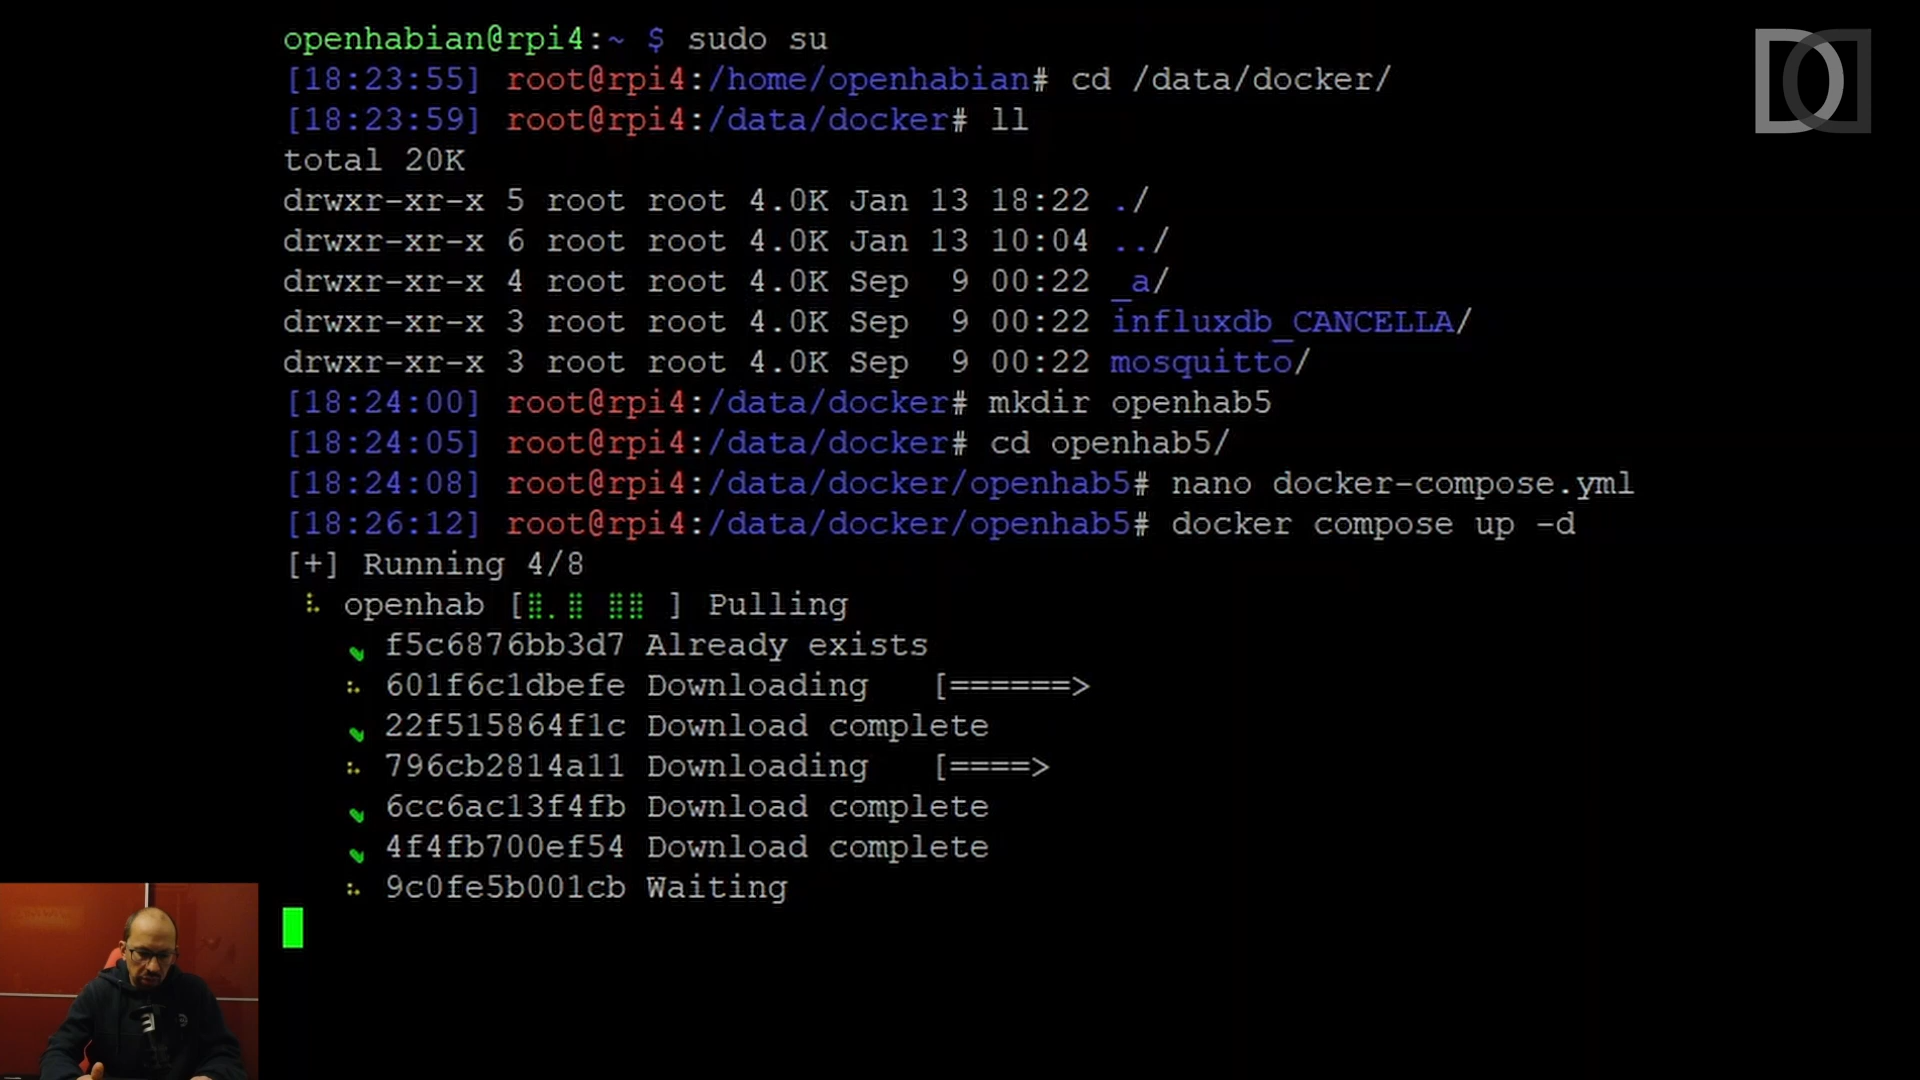 openhabian@rpi4:~ $ sudo su
[18:23:55] root@rpi4:/home/openhabian# cd /data/docker/
[18:23:59] root@rpi4:/data/docker# ll
total 20K
drwxr-xr-x 5 root root 4.0K Jan 13 18:22 ./
drwxr-xr-x 6 root root 4.0K Jan 13 10:04 ../
drwxr-xr-x 4 root root 4.0K Sep  9 00:22 _a/
drwxr-xr-x 3 root root 4.0K Sep  9 00:22 influxdb_CANCELLA/
drwxr-xr-x 3 root root 4.0K Sep  9 00:22 mosquitto/
[18:24:00] root@rpi4:/data/docker# mkdir openhab5
[18:24:05] root@rpi4:/data/docker# cd openhab5/
[18:24:08] root@rpi4:/data/docker/openhab5# nano docker-compose.yml
[18:26:12] root@rpi4:/data/docker/openhab5# docker compose up -d
[+] Running 4/8
⠧ openhab [⣿.⣿ ⣿⣿ ] Pulling
✔ f5c6876bb3d7 Already exists
601f6c1dbefe Downloading [======>
✔ 22f515864f1c Download complete
796cb2814a11 Downloading [====>
✔ 6cc6ac13f4fb Download complete
✔ 4f4fb700ef54 Download complete
9c0fe5b001cb Waiting